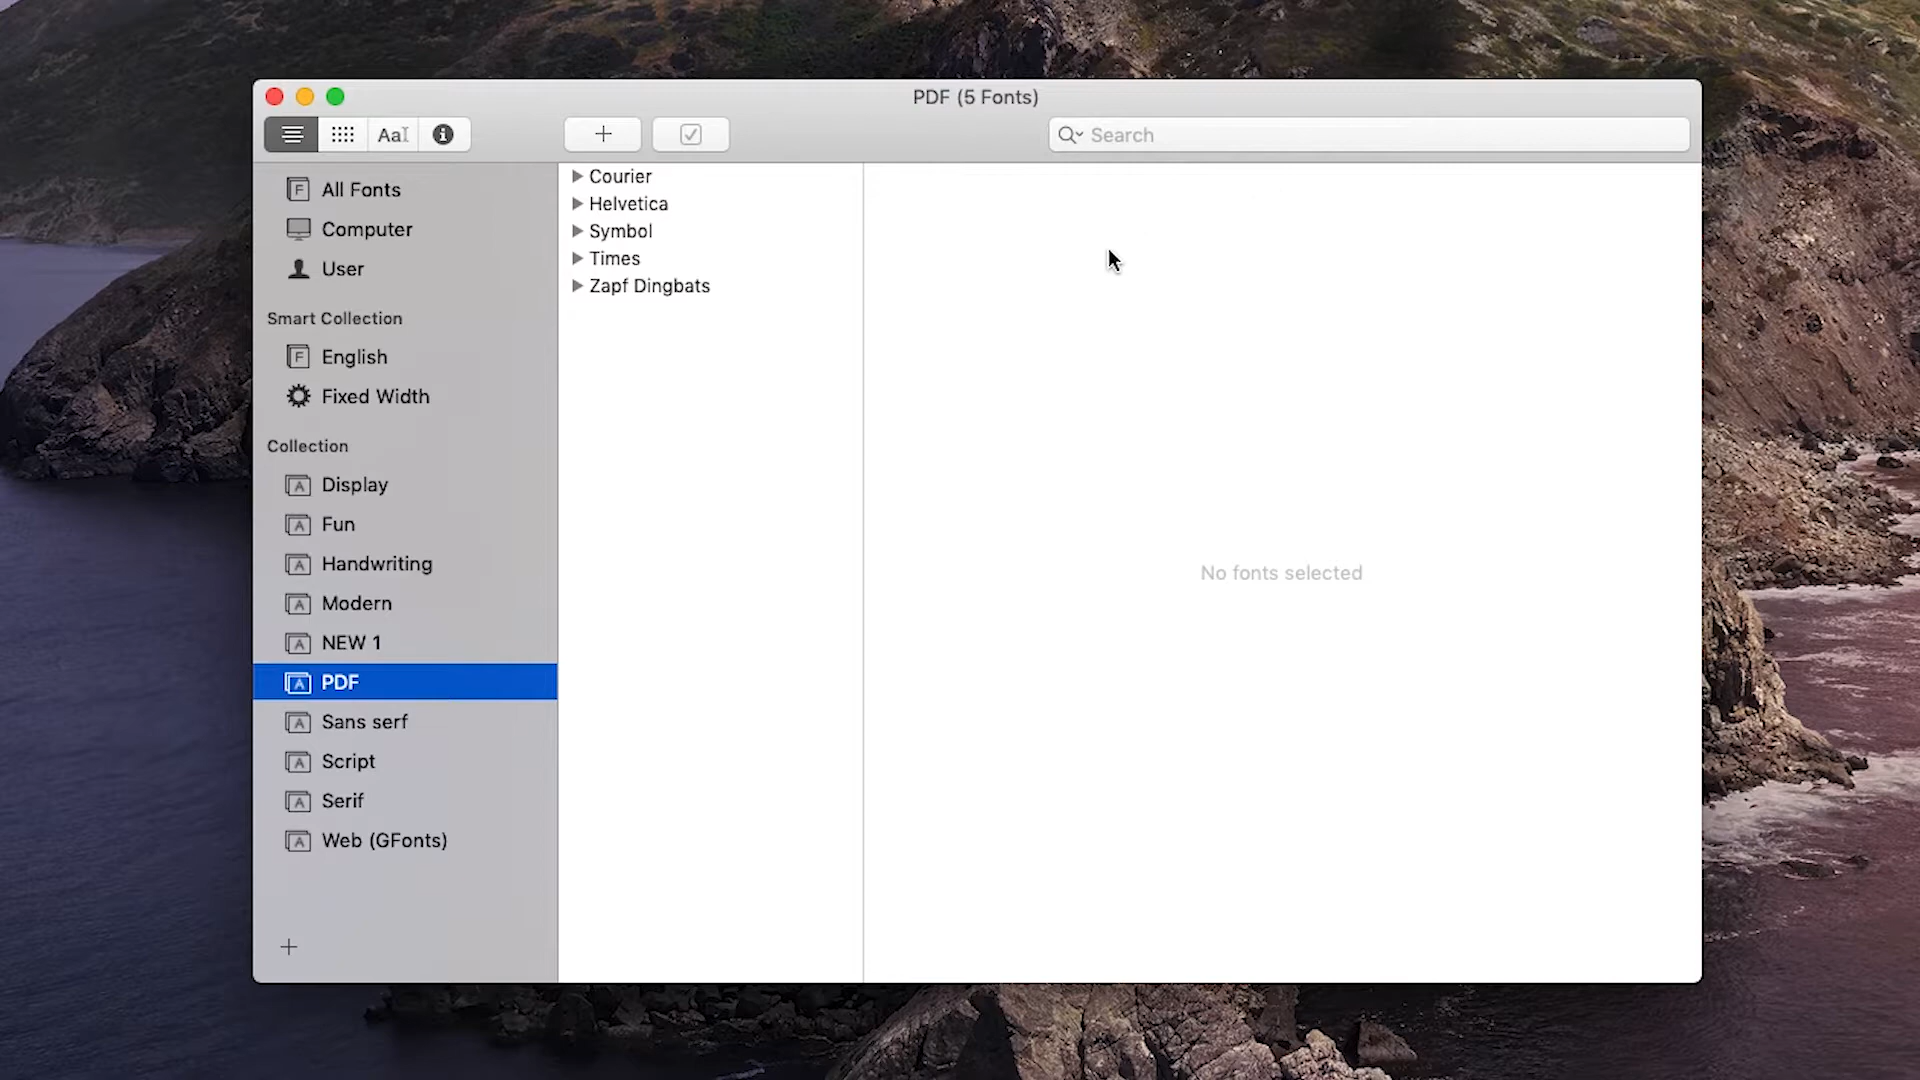 PDF (5 Fonts)
Aa
Search
All Fonts
Computer
User
Smart Collection
English
Fixed Width
Collection
Display
Fun
Handwriting
Modern
NEW 1
PDF
Sans serf
Script
Serif
Web (GFonts)
Courier
Helvetica
Symbol
Times
Zapf Dingbats
No fonts selected